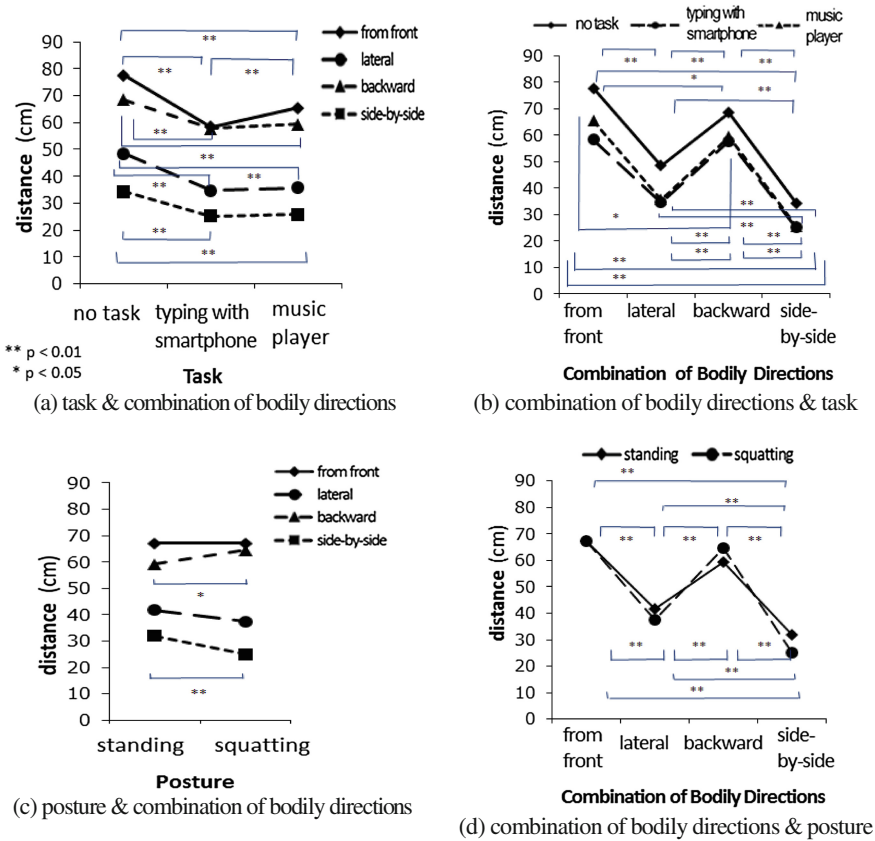 from front
lateral
backward
side-by-side
distance (cm)
90
80
70
60
50
40
30
20
10
0
**
**
**
**
**
**
**
**
**
no task
typing with smartphone
music player
** p < 0.01
* p < 0.05
Task
(a) task & combination of bodily directions
no task
typing with smartphone
music player
distance (cm)
90
80
70
60
50
40
30
20
10
0
**
**
**
*
**
**
*
**
**
**
**
**
**
**
from front
lateral
backward
side-by-side
Combination of Bodily Directions
(b) combination of bodily directions & task
from front
lateral
backward
side-by-side
distance (cm)
90
80
70
60
50
40
30
20
10
0
*
**
standing
squatting
Posture
(c) posture & combination of bodily directions
standing
squatting
distance (cm)
90
80
70
60
50
40
30
20
10
0
**
**
**
**
**
**
**
**
**
**
from front
lateral
backward
side-by-side
Combination of Bodily Directions
(d) combination of bodily directions & posture